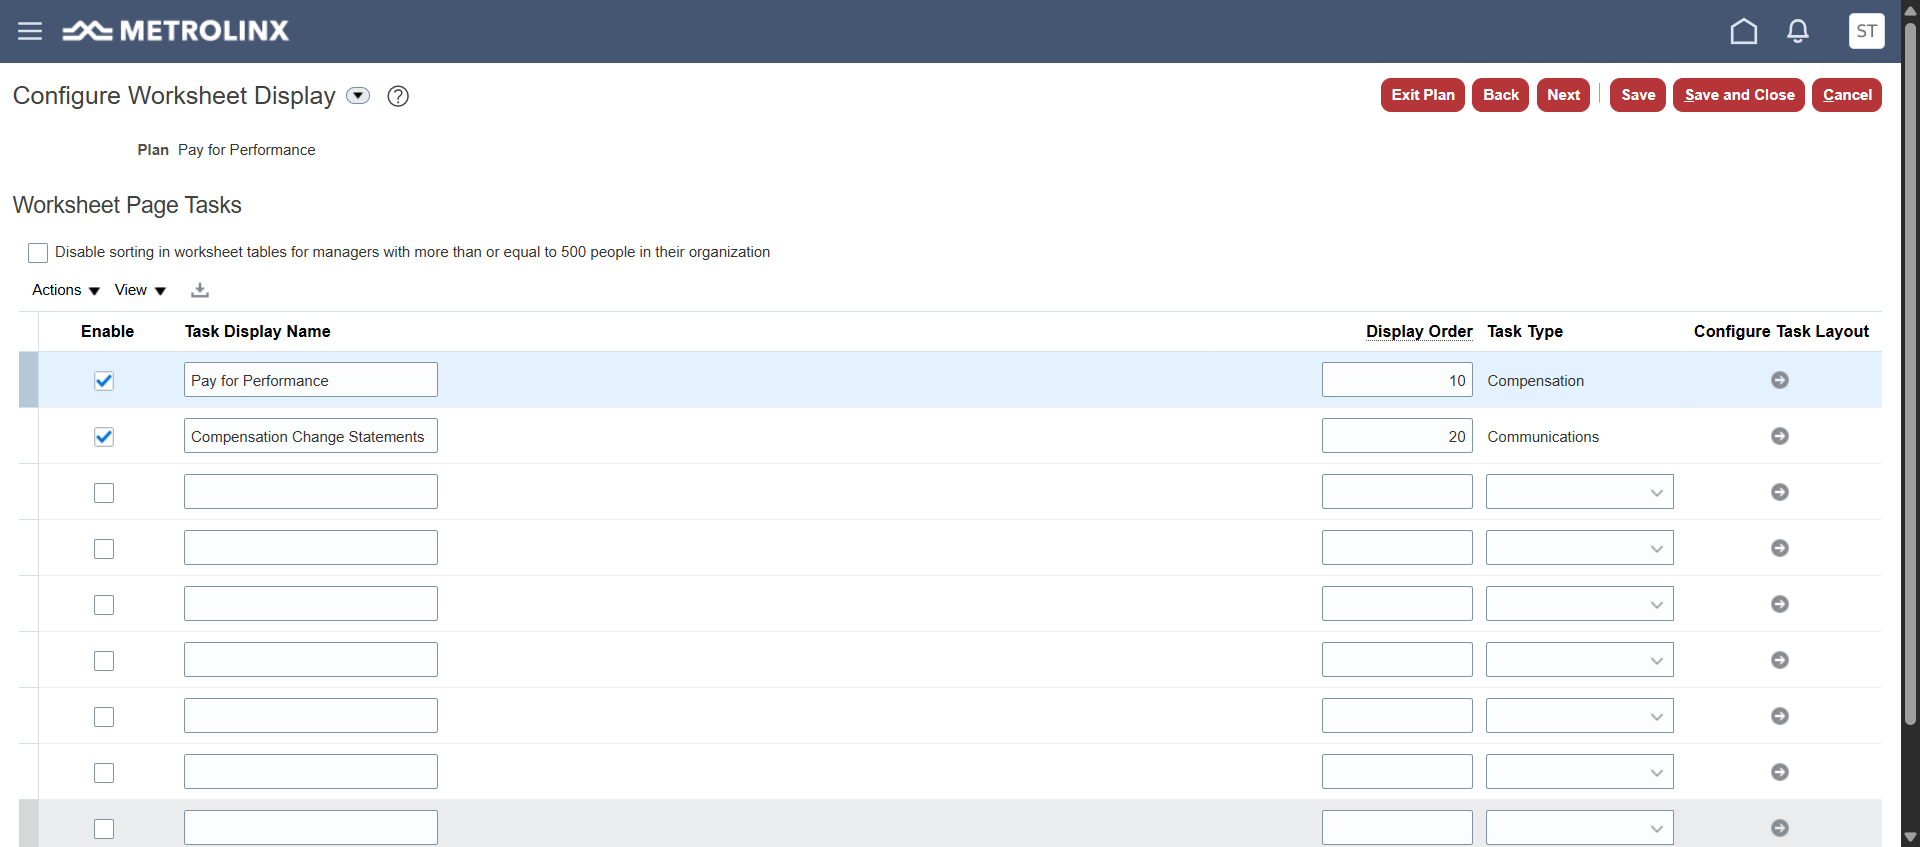 METROLINX
ST
Configure Worksheet Display
Exit Plan
Back
Next
Save
Save and Close
Cancel
Plan Pay for Performance
Worksheet Page Tasks
Disable sorting in worksheet tables for managers with more than or equal to 500 people in their organization
Actions
View
Enable Task Display Name Display Order Task Type Configure Task Layout
Pay for Performance 10 Compensation
Compensation Change Statements 20 Communications